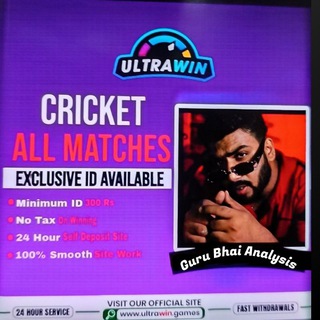 ULTRAWIN
CRICKET
ALL MATCHES
EXCLUSIVE ID AVAILABLE
Minimum ID 300 Rs
No Tax On Winning
24 Hour Self Deposit Site
100% Smooth Site Work
Guru Bhai Analysis
VISIT OUR OFFICIAL SITE
24 HOUR SERVICE
www.ultrawin.games
FAST WITHDRAWALS